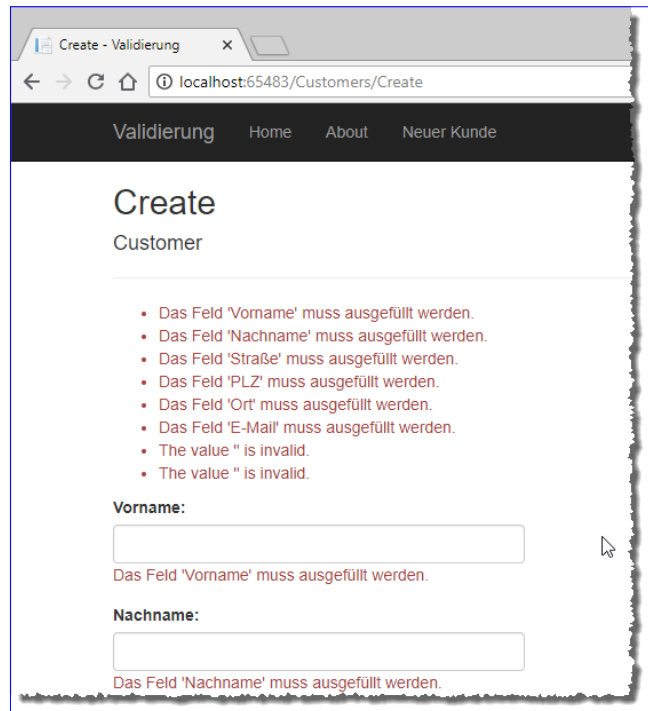 Create - Validierung
localhost:65483/Customers/Create
Validierung Home About Neuer Kunde
Create
Customer
Das Feld 'Vorname' muss ausgefüllt werden.
Das Feld 'Nachname' muss ausgefüllt werden.
Das Feld 'Straße' muss ausgefüllt werden.
Das Feld 'PLZ' muss ausgefüllt werden.
Das Feld 'Ort' muss ausgefüllt werden.
Das Feld 'E-Mail' muss ausgefüllt werden.
The value '' is invalid.
The value '' is invalid.
Vorname:
Das Feld 'Vorname' muss ausgefüllt werden.
Nachname:
Das Feld 'Nachname' muss ausgefüllt werden.